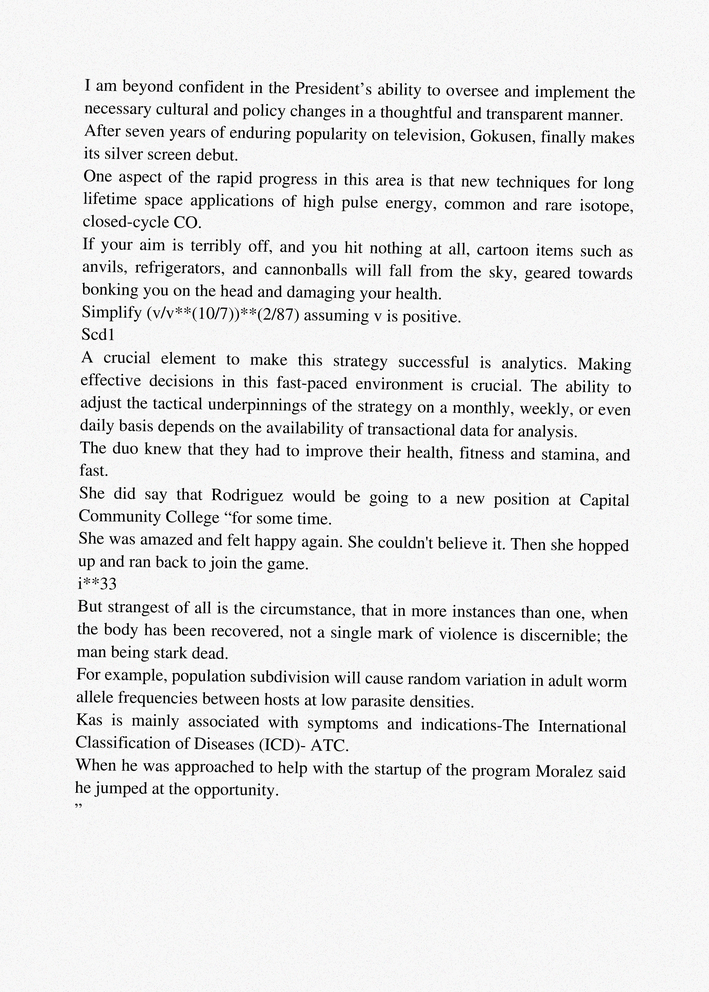 I am beyond confident in the President’s ability to oversee and implement the
necessary cultural and policy changes in a thoughtful and transparent manner.
After seven years of enduring popularity on television, Gokusen, finally makes
its silver screen debut.
One aspect of the rapid progress in this area is that new techniques for long
lifetime space applications of high pulse energy, common and rare isotope,
closed-cycle CO.
If your aim is terribly off, and you hit nothing at all, cartoon items such as
anvils, refrigerators, and cannonballs will fall from the sky, geared towards
bonking you on the head and damaging your health.
Simplify (v/v**(10/7))**(2/87) assuming v is positive.
Scd1
A crucial element to make this strategy successful is analytics. Making
effective decisions in this fast-paced environment is crucial. The ability to
adjust the tactical underpinnings of the strategy on a monthly, weekly, or even
daily basis depends on the availability of transactional data for analysis.
The duo knew that they had to improve their health, fitness and stamina, and
fast.
She did say that Rodriguez would be going to a new position at Capital
Community College “for some time.
She was amazed and felt happy again. She couldn't believe it. Then she hopped
up and ran back to join the game.
i**33
But strangest of all is the circumstance, that in more instances than one, when
the body has been recovered, not a single mark of violence is discernible; the
man being stark dead.
For example, population subdivision will cause random variation in adult worm
allele frequencies between hosts at low parasite densities.
Kas is mainly associated with symptoms and indications-The International
Classification of Diseases (ICD)- ATC.
When he was approached to help with the startup of the program Moralez said
he jumped at the opportunity.
”